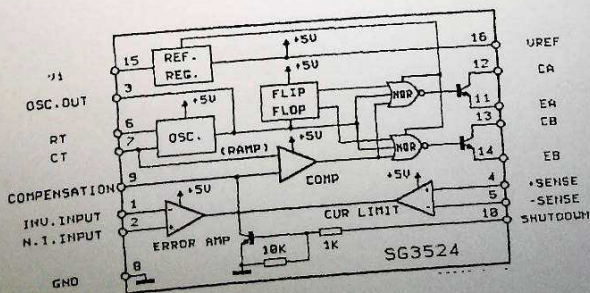 +5V
16
VREF
15
REF.
REG.
12
CA
3
+5V
OSC.OUT
+5V
FLIP
FLOP
NOR
11
EA
6
OSC.
13
CB
RT
7
CT
(RAMP)
+5V
NOR
14
EB
COMPENSATION
9
COMP
+5V
4
+SENSE
+5V
1
INV.INPUT
5
-SENSE
2
N.I.INPUT
CUR LIMIT
10
SHUTDOWN
ERROR AMP
10K
1K
SG3524
GND
8